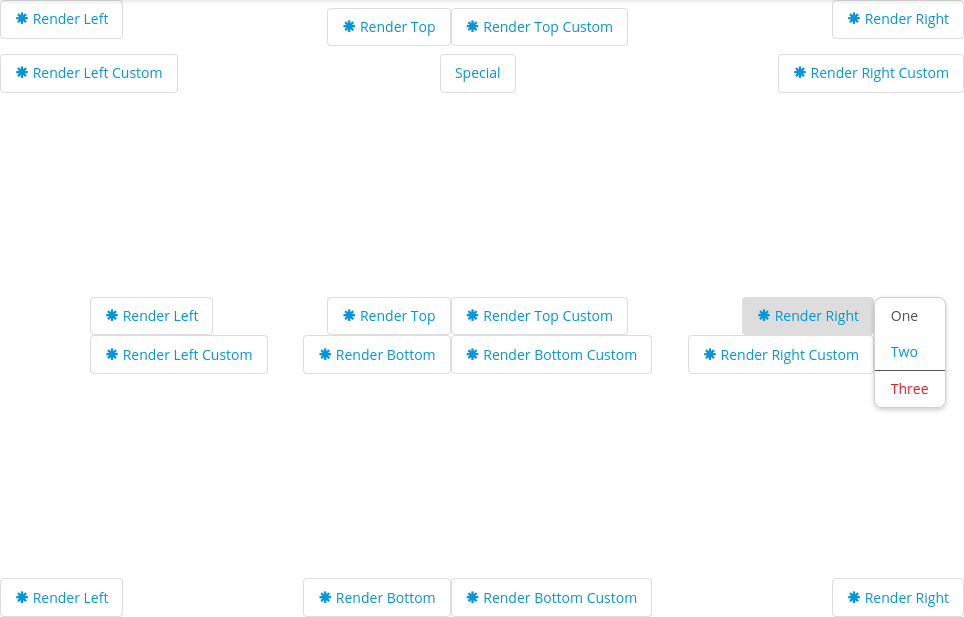 Render Left
Render Top
Render Top Custom
Render Right
Render Left Custom
Special
Render Right Custom
Render Left
Render Top
Render Top Custom
Render Right
One
Render Left Custom
Render Bottom
Render Bottom Custom
Render Right Custom
Two
Three
Render Left
Render Bottom
Render Bottom Custom
Render Right